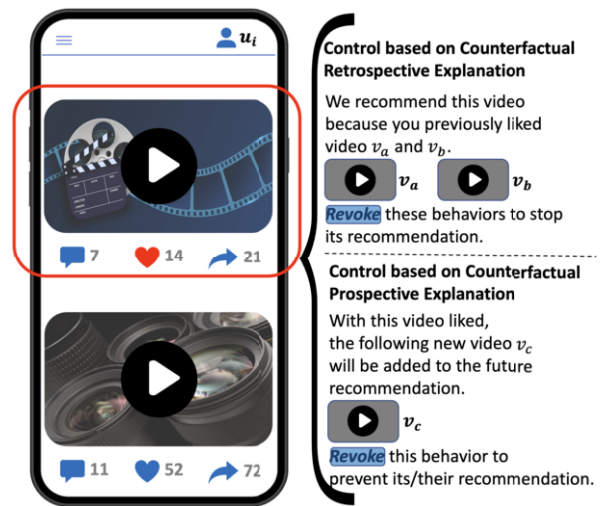 u_i
7 14 21
11 52 72
Control based on Counterfactual
Retrospective Explanation
We recommend this video
because you previously liked
video v_a and v_b.
v_a v_b
Revoke these behaviors to stop
its recommendation.
Control based on Counterfactual
Prospective Explanation
With this video liked,
the following new video v_c
will be added to the future
recommendation.
v_c
Revoke this behavior to
prevent its/their recommendation.